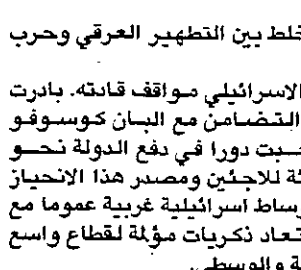 خلط بين التطهير العرقي وحرب
الاسرائيلي مواقف قادته. بادرت
التضامن مع البان كوسوفو
دورا في دفع الدولة نحو
للاجئين ومصدر هذا الانحياز
اسرائيلية غربية عموما مع
ذكريات مؤلمة لقطاع واسع
والوسطى.